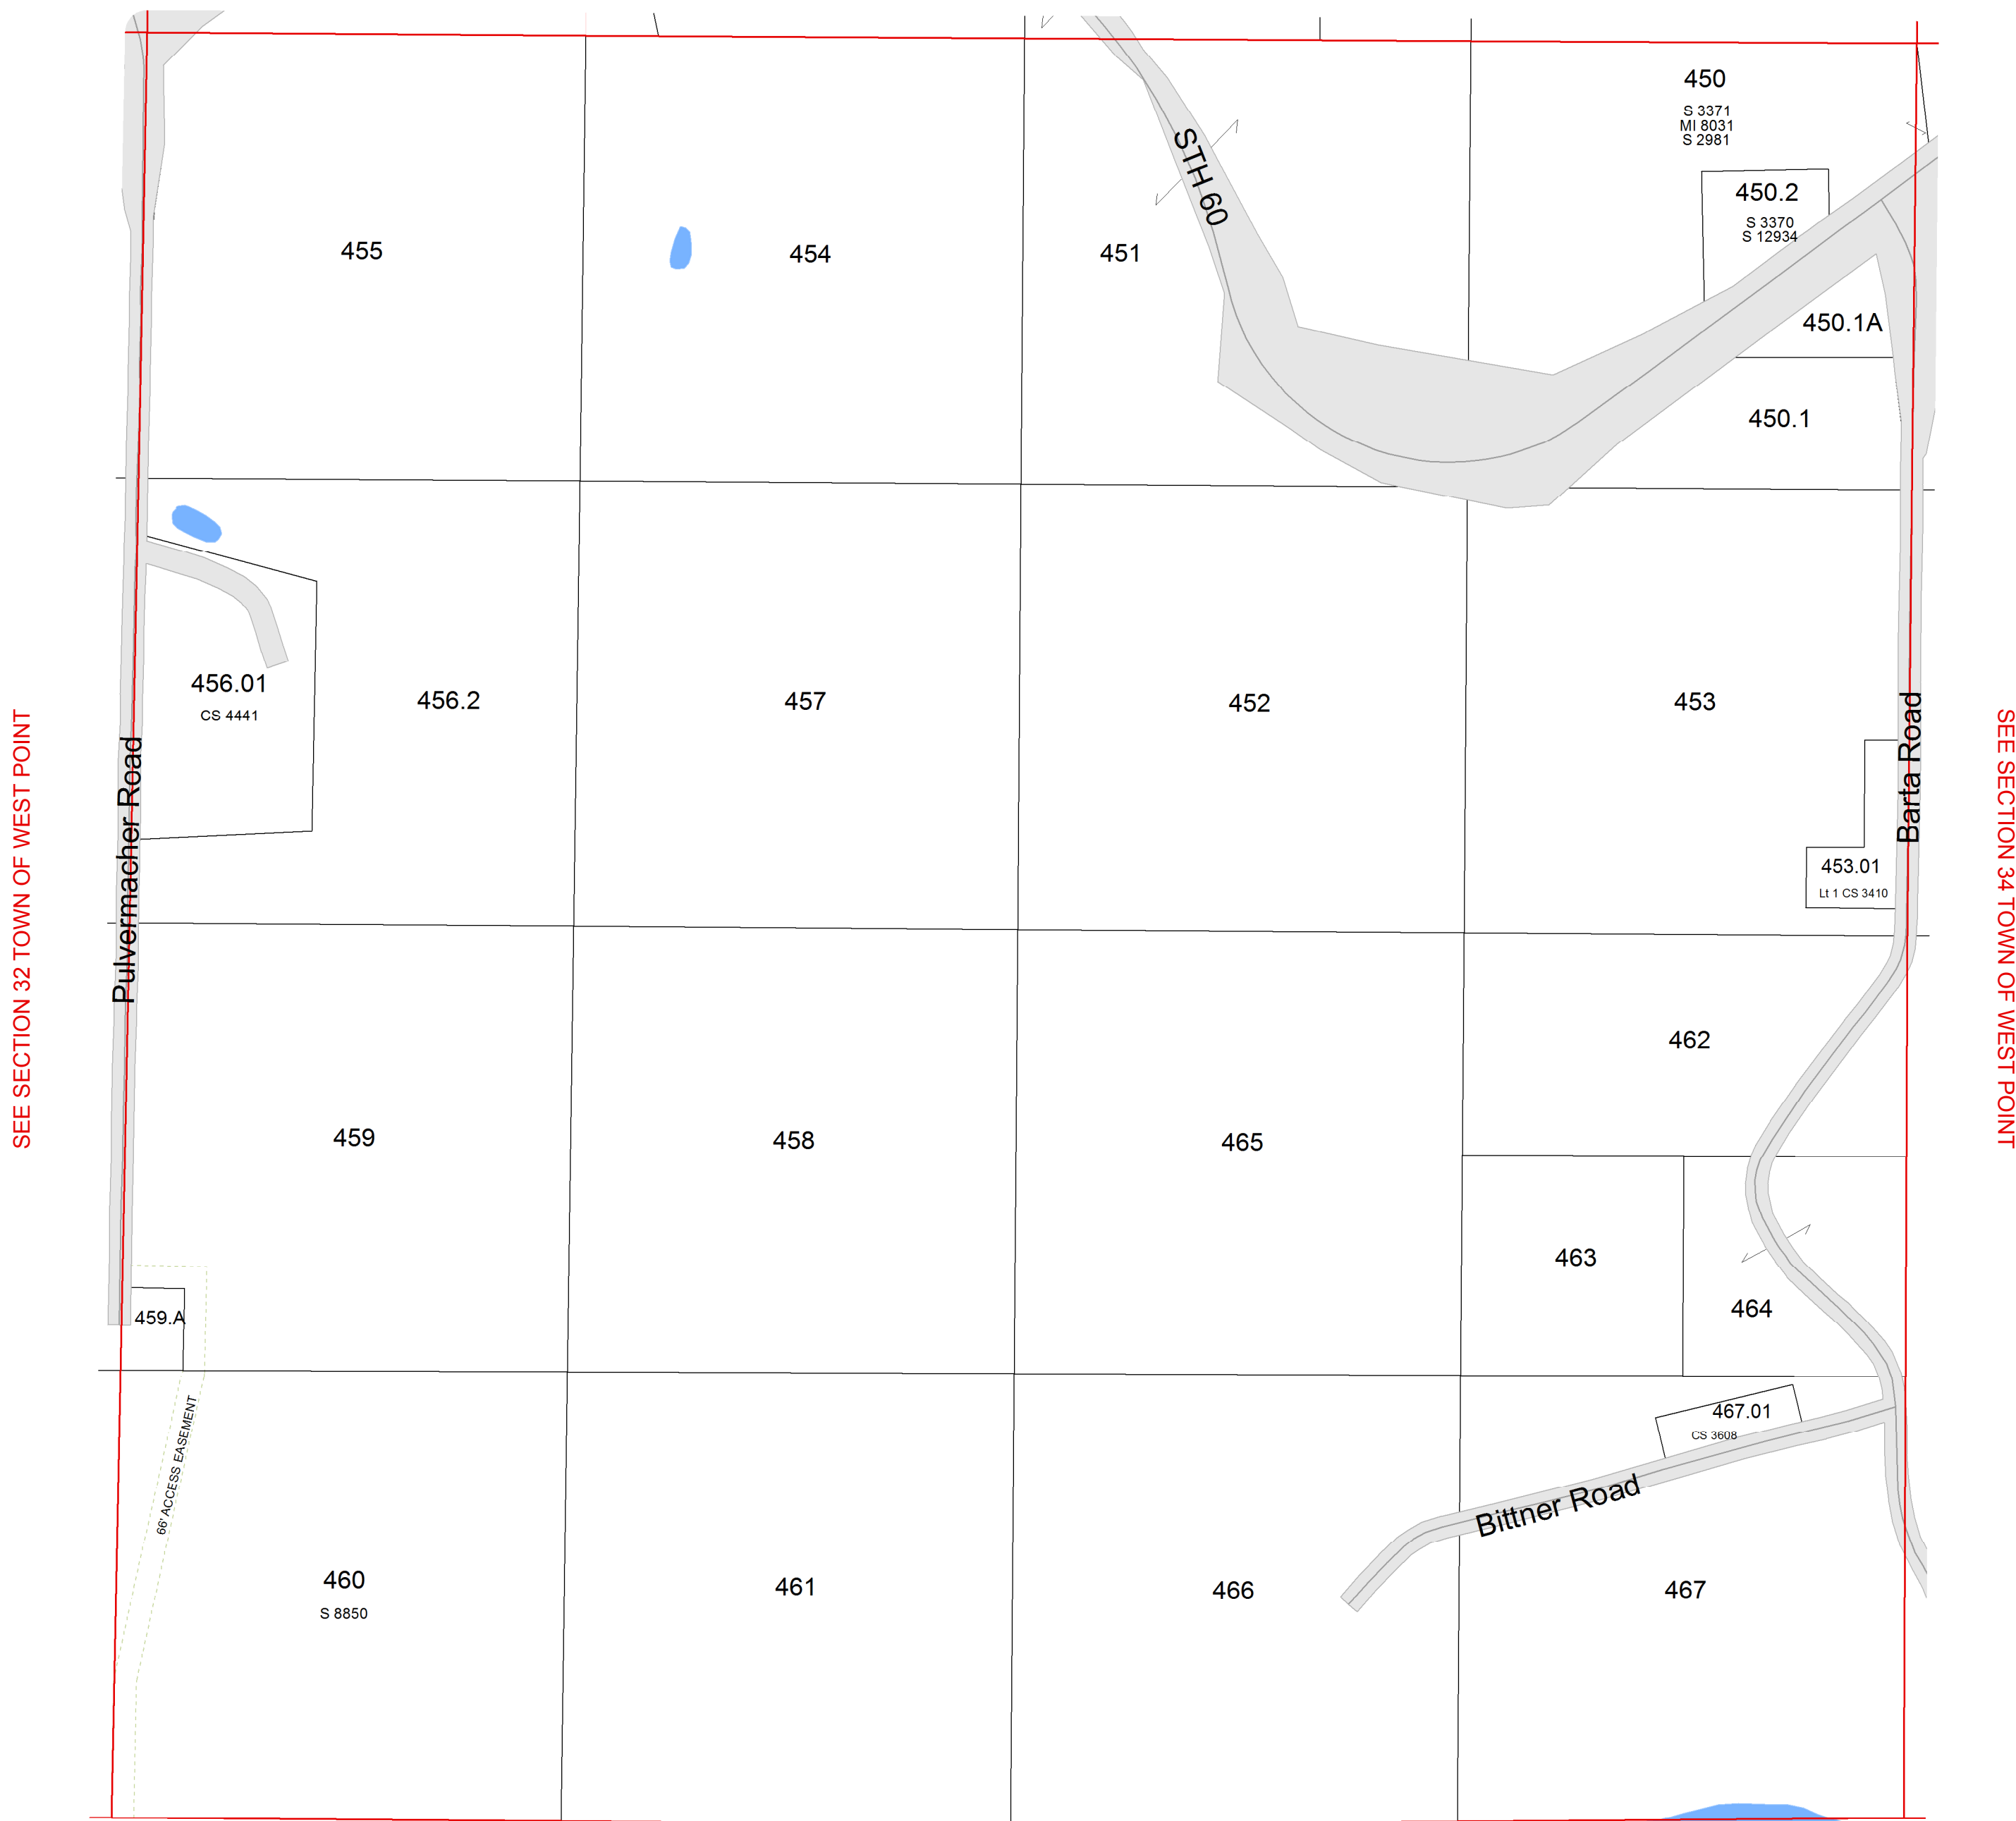 450
S 3371
MI 8031
S 2981
STH 60
450.2
S 3370
S 12934
455
454
451
450.1A
450.1
456.01
CS 4441
456.2
457
452
453
SEE SECTION 32 TOWN OF WEST POINT
Pulvermacher Road
Barta Road
SEE SECTION 34 TOWN OF WEST POINT
453.01
Lt 1 CS 3410
462
459
458
465
463
464
459.A
66' ACCESS EASEMENT
467.01
CS 3608
Bittner Road
460
S 8850
461
466
467